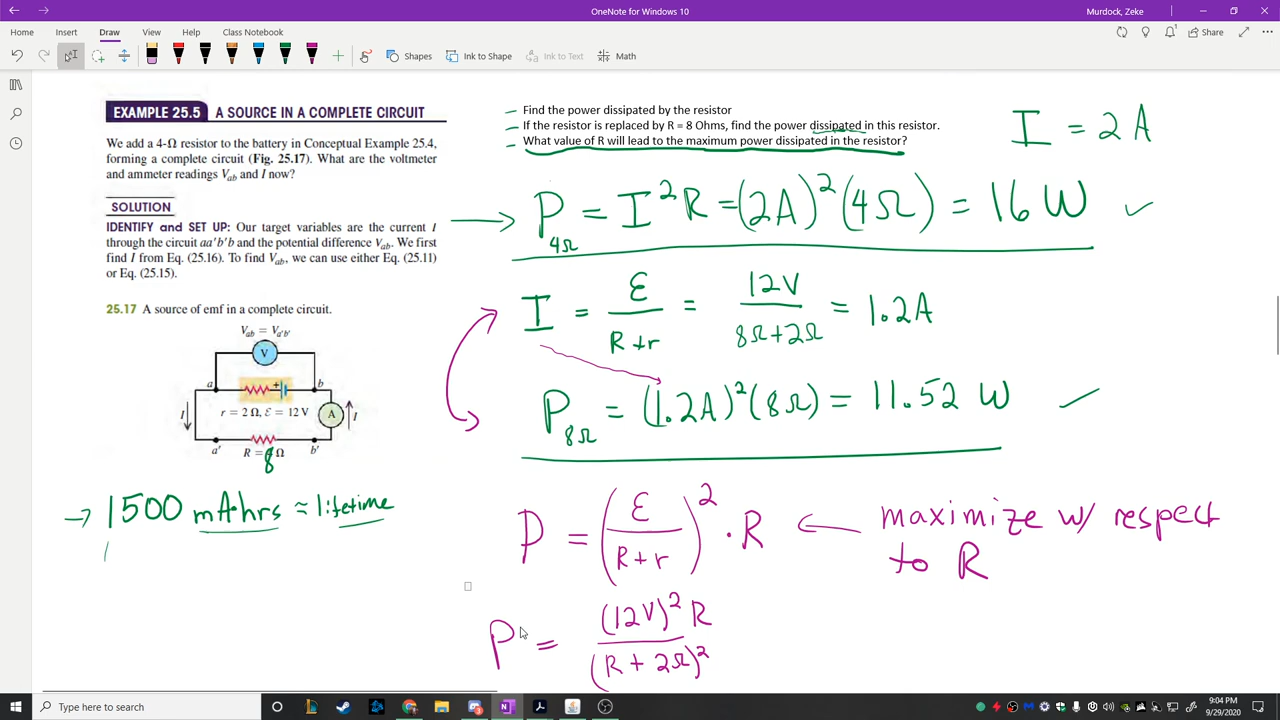 OneNote for Windows 10
Murdock, Zeke
Home Insert Draw View Help Class Notebook
Share
Shapes Ink to Shape Ink to Text Math
EXAMPLE 25.5 A SOURCE IN A COMPLETE CIRCUIT
We add a 4-Ω resistor to the battery in Conceptual Example 25.4,
forming a complete circuit (Fig. 25.17). What are the voltmeter
and ammeter readings Vab and I now?
SOLUTION
IDENTIFY and SET UP: Our target variables are the current I
through the circuit aa′b′b and the potential difference Vab. We first
find I from Eq. (25.16). To find Vab, we can use either Eq. (25.11)
or Eq. (25.15).
25.17 A source of emf in a complete circuit.
Vab = Va′b′
V
a b
r = 2 Ω, ℰ = 12 V
A
I I
a′ b′
R = 8 Ω
→ 1500 mA·hrs ≈ lifetime
– Find the power dissipated by the resistor
– If the resistor is replaced by R = 8 Ohms, find the power dissipated in this resistor.
– What value of R will lead to the maximum power dissipated in the resistor?
I = 2A
P4Ω = I²R = (2A)²(4Ω) = 16 W ✓
I = ℰ / (R + r) = 12V / (8Ω + 2Ω) = 1.2A
P8Ω = (1.2A)²(8Ω) = 11.52 W ✓
P = (ℰ / (R + r))² · R ← maximize w/ respect
to R
P = (12V)² R / (R + 2Ω)²
Type here to search
9:04 PM
9/29/2020